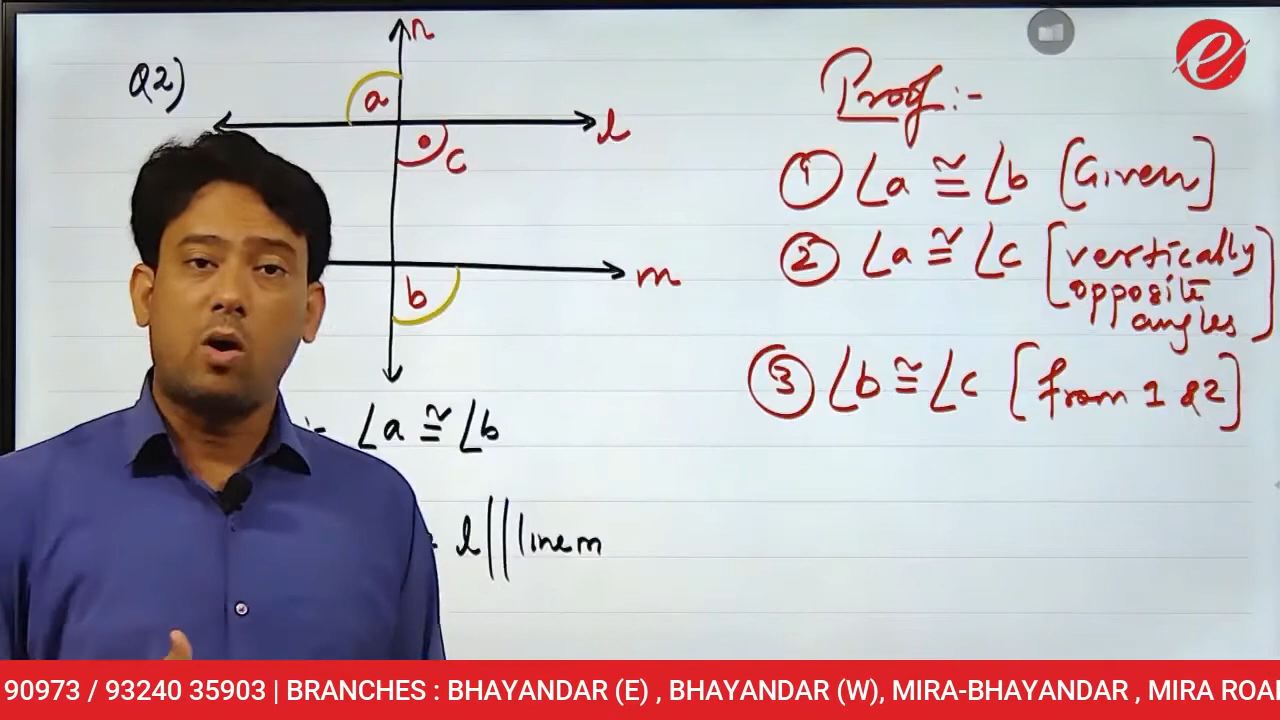 Q2)
n
a
l
c
m
b
:- ∠a ≅ ∠b
l || line m
Proof :-
① ∠a ≅ ∠b [Given]
② ∠a ≅ ∠c [vertically
opposite
angles]
③ ∠b ≅ ∠c [from 1 & 2]
e
90973 / 93240 35903 | BRANCHES : BHAYANDAR (E) , BHAYANDAR (W), MIRA-BHAYANDAR , MIRA ROA